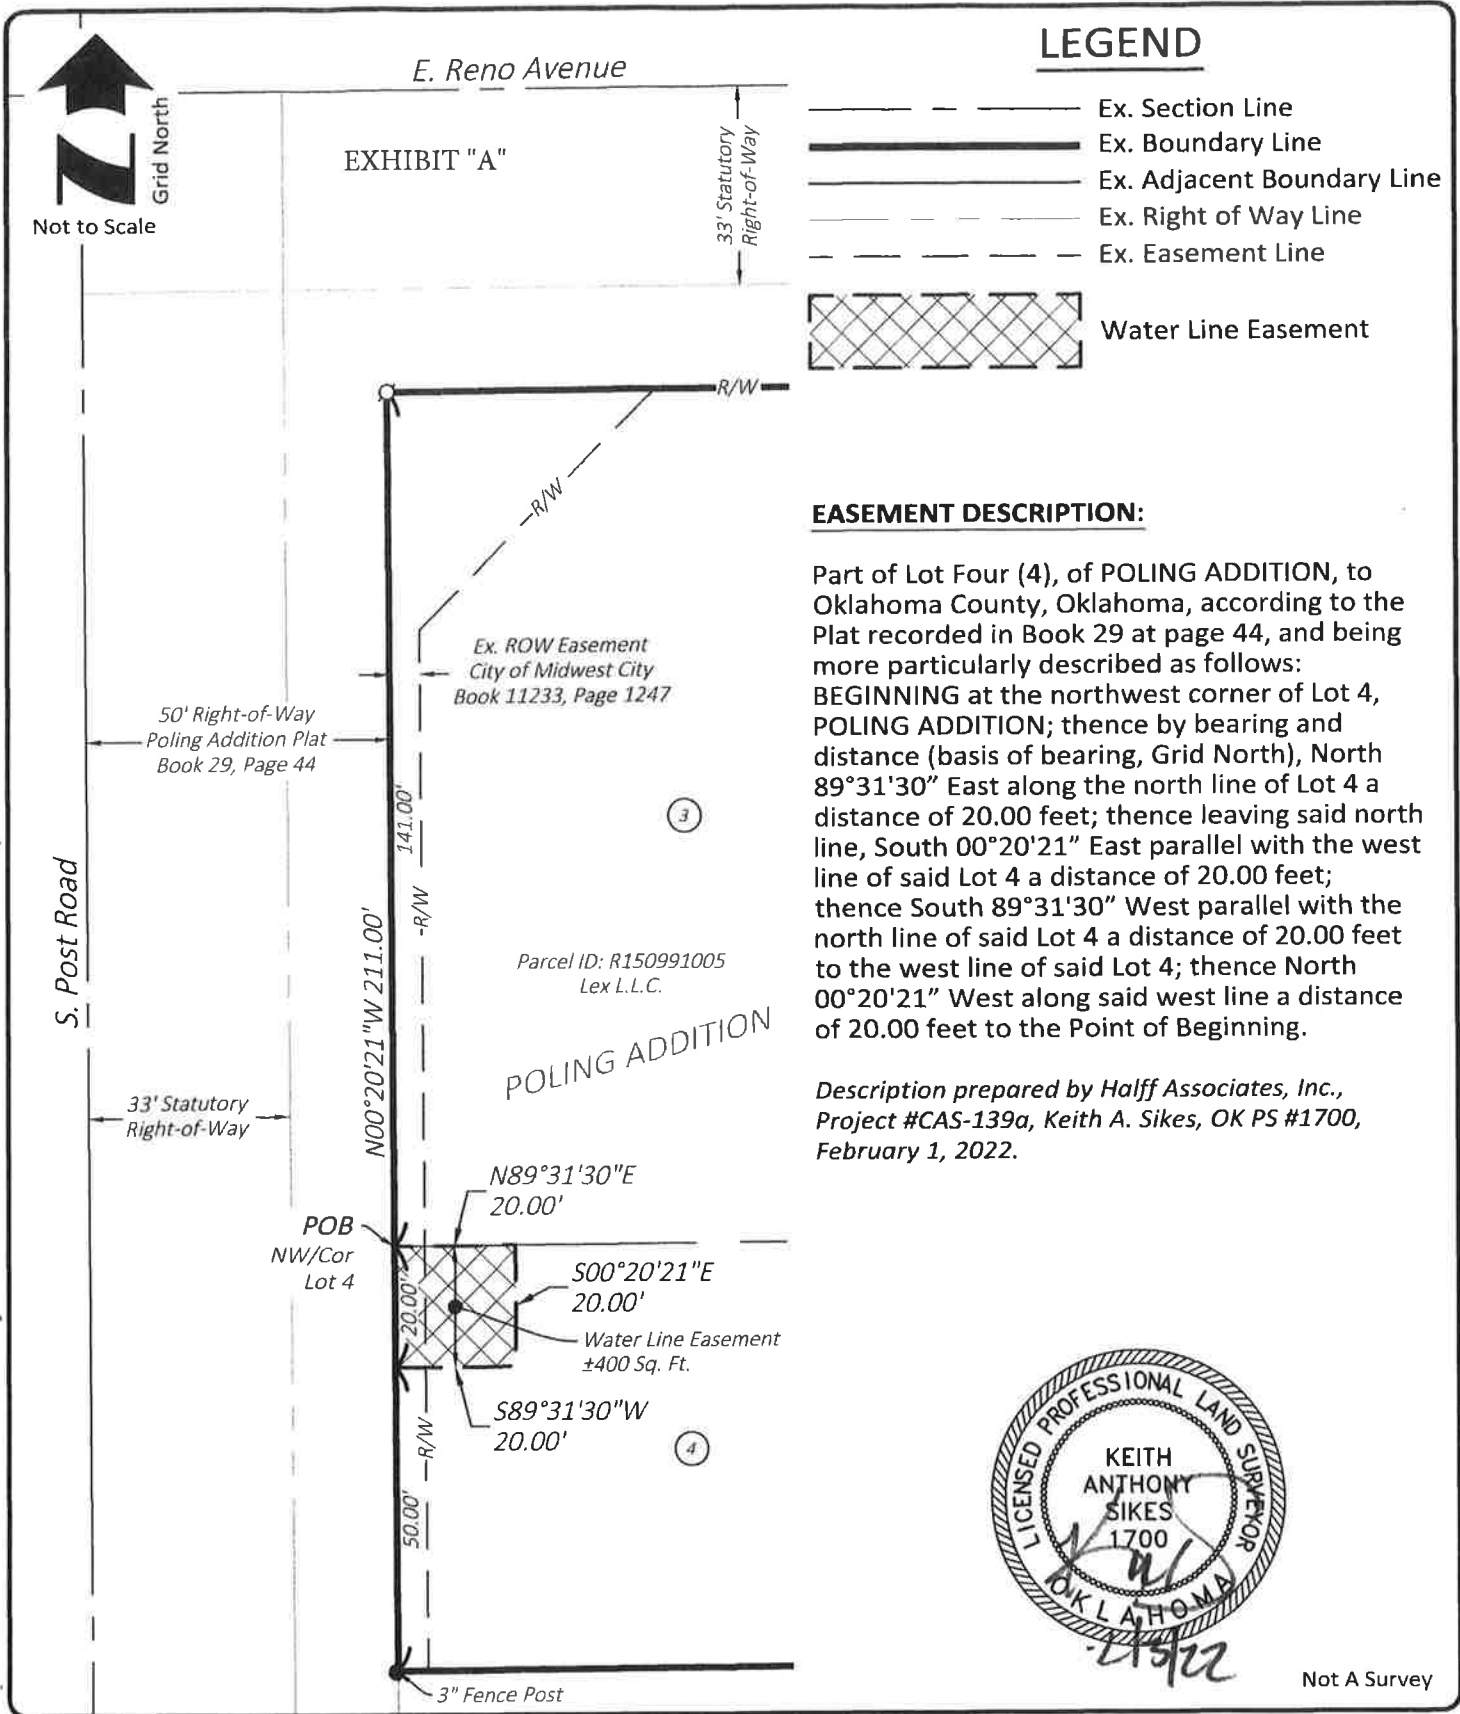 LEGEND
E. Reno Avenue
Grid North
Not to Scale
EXHIBIT "A"
33' Statutory
Right-of-Way
Ex. Section Line
Ex. Boundary Line
Ex. Adjacent Boundary Line
Ex. Right of Way Line
Ex. Easement Line
Water Line Easement
R/W
R/W
EASEMENT DESCRIPTION:
Part of Lot Four (4), of POLING ADDITION, to
Oklahoma County, Oklahoma, according to the
Plat recorded in Book 29 at page 44, and being
more particularly described as follows:
BEGINNING at the northwest corner of Lot 4,
POLING ADDITION; thence by bearing and
distance (basis of bearing, Grid North), North
89°31'30" East along the north line of Lot 4 a
distance of 20.00 feet; thence leaving said north
line, South 00°20'21" East parallel with the west
line of said Lot 4 a distance of 20.00 feet;
thence South 89°31'30" West parallel with the
north line of said Lot 4 a distance of 20.00 feet
to the west line of said Lot 4; thence North
00°20'21" West along said west line a distance
of 20.00 feet to the Point of Beginning.
Description prepared by Halff Associates, Inc.,
Project #CAS-139a, Keith A. Sikes, OK PS #1700,
February 1, 2022.
Ex. ROW Easement
City of Midwest City
Book 11233, Page 1247
50' Right-of-Way
Poling Addition Plat
Book 29, Page 44
141.00'
3
S. Post Road
R/W
N00°20'21"W 211.00'
Parcel ID: R150991005
Lex L.L.C.
POLING ADDITION
33' Statutory
Right-of-Way
N89°31'30"E
20.00'
POB
NW/Cor
Lot 4
20.00'
S00°20'21"E
20.00'
Water Line Easement
±400 Sq. Ft.
S89°31'30"W
20.00'
R/W
4
50.00'
3" Fence Post
LICENSED PROFESSIONAL LAND SURVEYOR
KEITH
ANTHONY
SIKES
1700
OKLAHOMA
2/3/22
Not A Survey